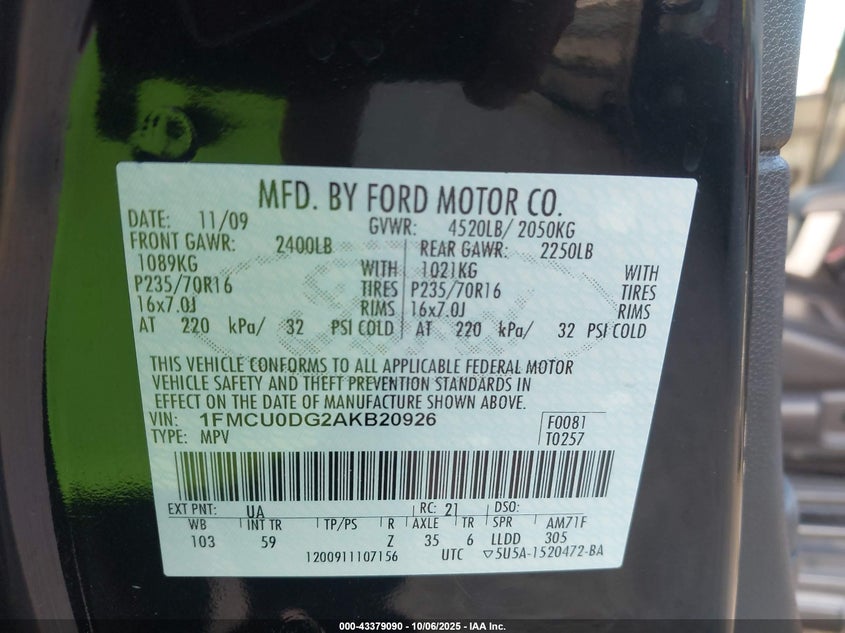 MFD. BY FORD MOTOR CO.
DATE: 11/09 GVWR: 4520LB/ 2050KG
FRONT GAWR: 2400LB REAR GAWR: 2250LB
1089KG WITH 1021KG WITH
P235/70R16 TIRES P235/70R16 TIRES
16x7.0J RIMS 16x7.0J RIMS
AT 220 kPa/ 32 PSI COLD AT 220 kPa/ 32 PSI COLD
THIS VEHICLE CONFORMS TO ALL APPLICABLE FEDERAL MOTOR
VEHICLE SAFETY AND THEFT PREVENTION STANDARDS IN
EFFECT ON THE DATE OF MANUFACTURE SHOWN ABOVE.
VIN: 1FMCU0DG2AKB20926 F0081
TYPE: MPV T0257
EXT PNT: UA RC: 21 DSO:
WB INT TR TP/PS R AXLE TR SPR AM71F
103 59 Z 35 6 LLDD 305
1200911107156 UTC ▽5U5A-1520472-BA
000-43379090 - 10/06/2025 - IAA Inc.